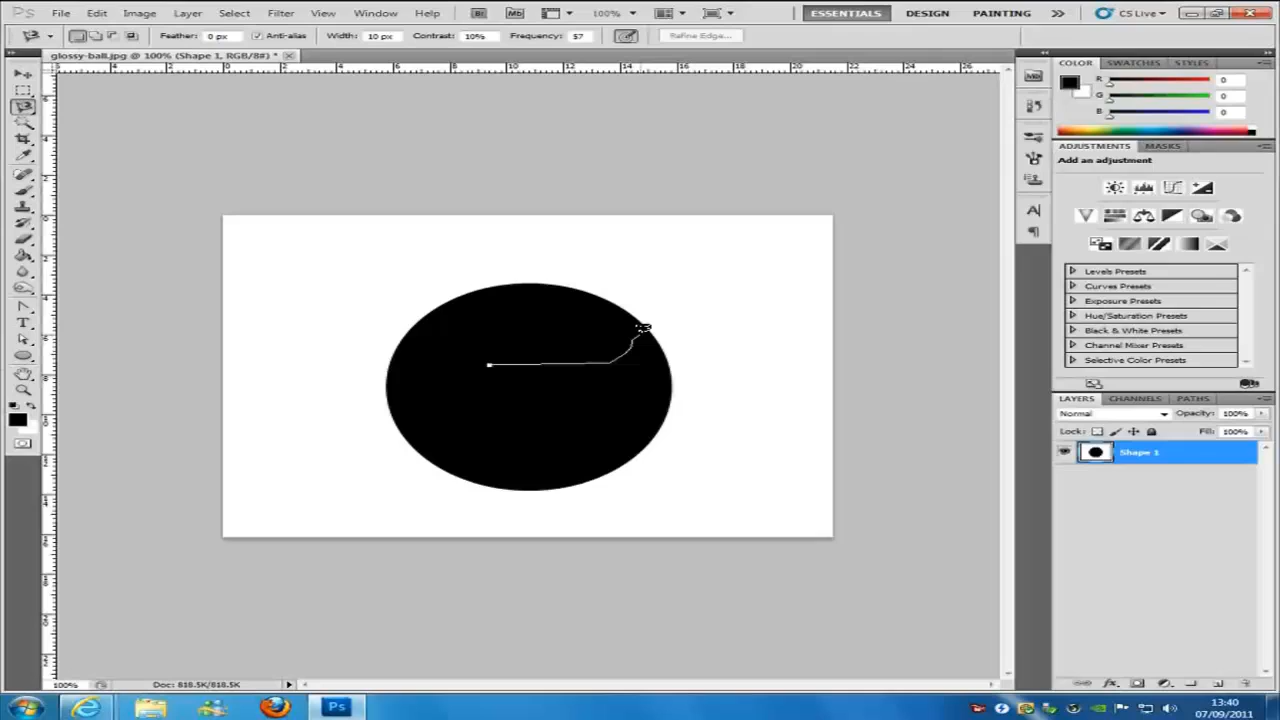 Ps File Edit Image Layer Select Filter View Window Help Br Mb 100% ESSENTIALS DESIGN PAINTING CS Live
Feather: 0 px Anti-alias Width: 10 px Contrast: 10% Frequency: 57 Refine Edge...
glossy-ball.jpg @ 100% (Shape 1, RGB/8#) *
COLOR SWATCHES STYLES
R 0
G 0
B 0
ADJUSTMENTS MASKS
Add an adjustment
Levels Presets
Curves Presets
Exposure Presets
Hue/Saturation Presets
Black & White Presets
Channel Mixer Presets
Selective Color Presets
LAYERS CHANNELS PATHS
Normal Opacity: 100%
Lock: Fill: 100%
Shape 1
100% Doc: 818.5K/818.5K
Ps
13:40
07/09/2011